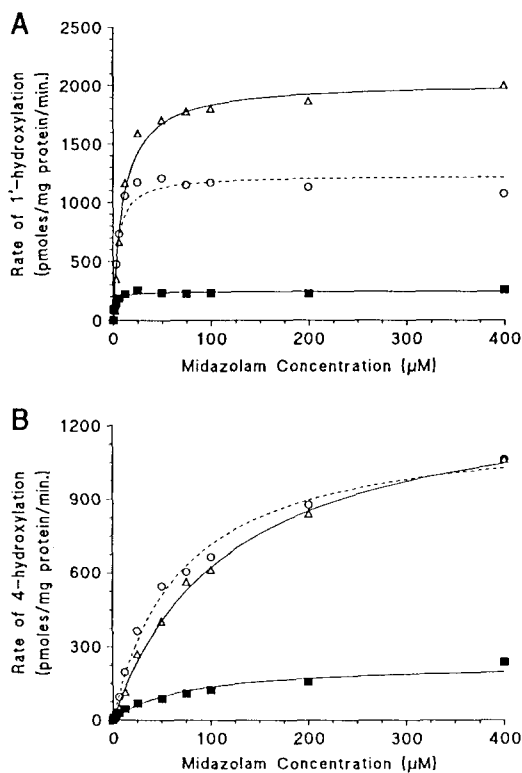 A
2500
2000
1500
1000
500
0
Rate of 1'-hydroxylation
(pmoles/mg protein/min.)
0 100 200 300 400
Midazolam Concentration (µM)
B
1200
900
600
300
0
Rate of 4-hydroxylation
(pmoles/mg protein/min.)
0 100 200 300 400
Midazolam Concentration (µM)